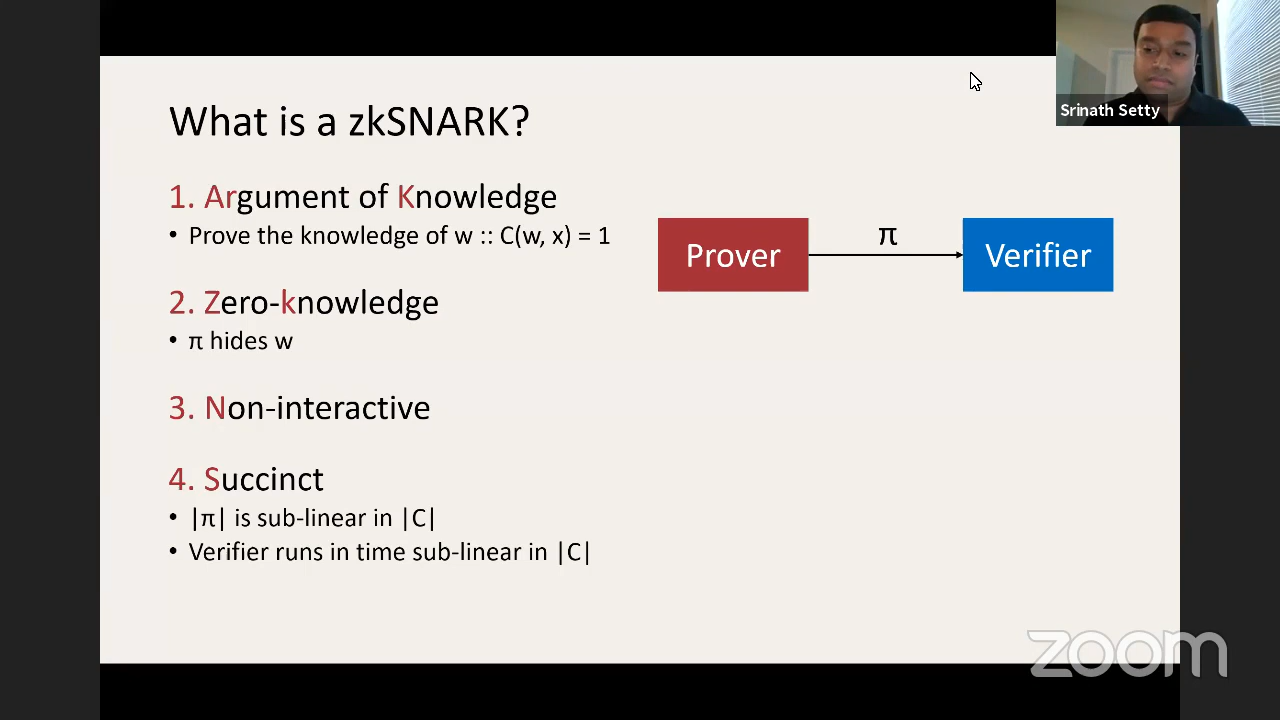 What is a zkSNARK?
1. Argument of Knowledge
• Prove the knowledge of w :: C(w, x) = 1
2. Zero-knowledge
• π hides w
3. Non-interactive
4. Succinct
• |π| is sub-linear in |C|
• Verifier runs in time sub-linear in |C|
Prover
π
Verifier
Srinath Setty
zoom